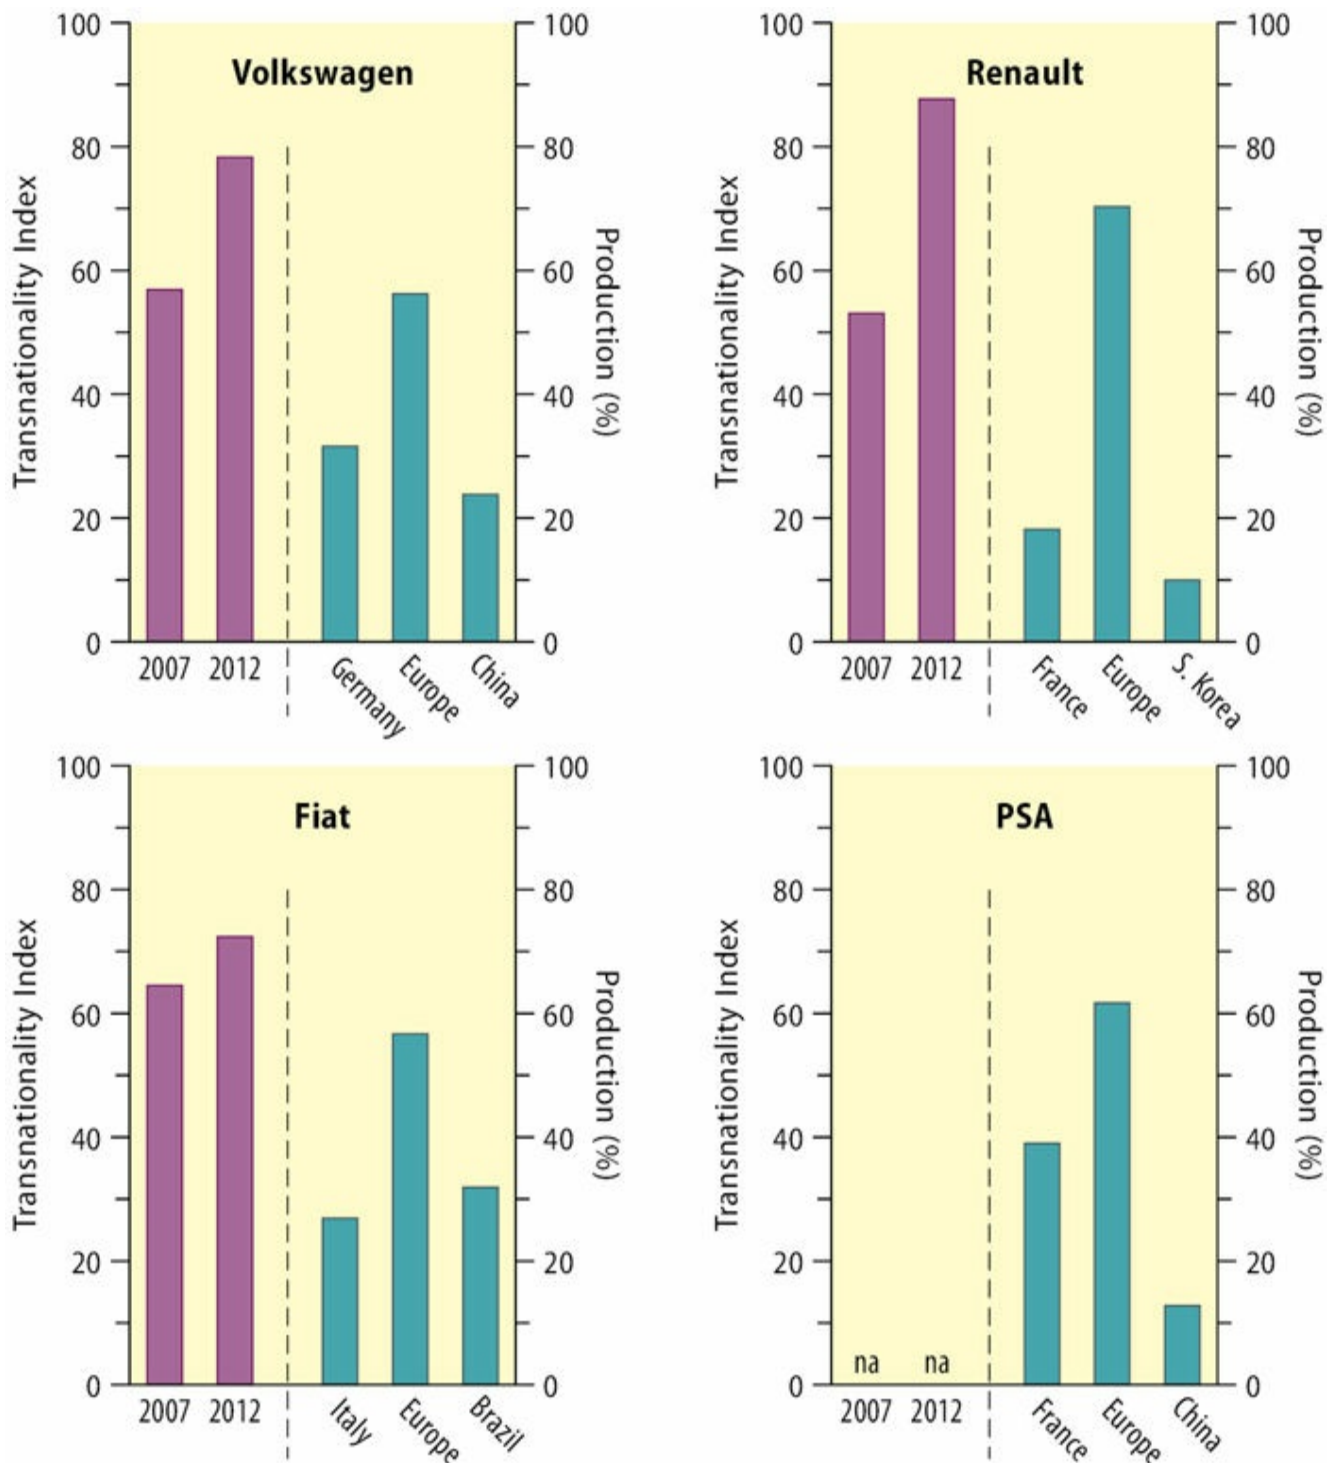 Volkswagen
Transnationality Index
100
80
60
40
20
0
Production (%)
100
80
60
40
20
0
2007
2012
Germany
Europe
China
Renault
Transnationality Index
100
80
60
40
20
0
Production (%)
100
80
60
40
20
0
2007
2012
France
Europe
S. Korea
Fiat
Transnationality Index
100
80
60
40
20
0
Production (%)
100
80
60
40
20
0
2007
2012
Italy
Europe
Brazil
PSA
Transnationality Index
100
80
60
40
20
0
Production (%)
100
80
60
40
20
0
na
na
2007
2012
France
Europe
China